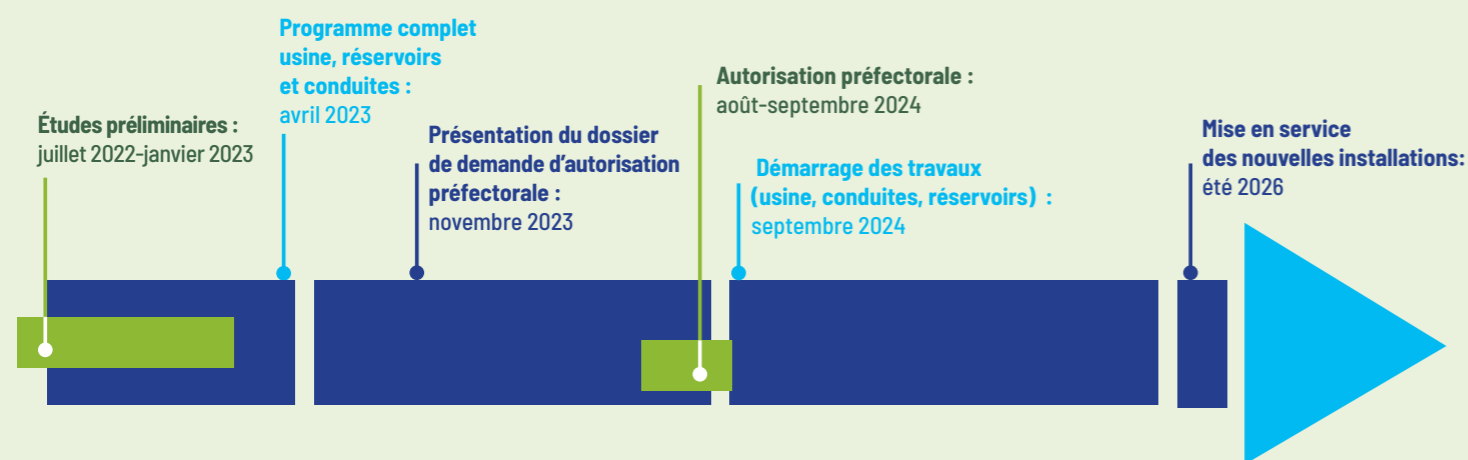 Études préliminaires :
juillet 2022-janvier 2023
Programme complet
usine, réservoirs
et conduites :
avril 2023
Présentation du dossier
de demande d'autorisation
préfectorale :
novembre 2023
Autorisation préfectorale :
août-septembre 2024
Démarrage des travaux
(usine, conduites, réservoirs) :
septembre 2024
Mise en service
des nouvelles installations:
été 2026